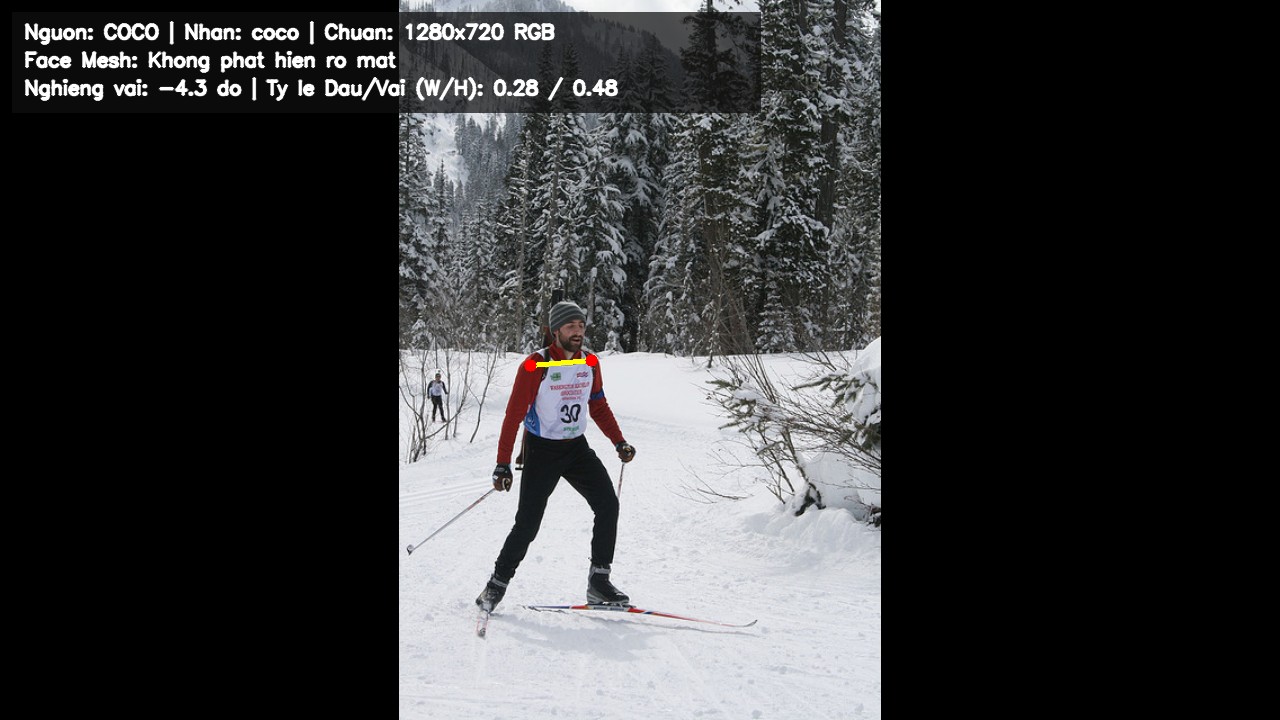 Nguon: COCO | Nhan: coco | Chuan: 1280x720 RGB
Face Mesh: Khong phat hien ro mat
Nghieng vai: -4.3 do | Ty le Dau/Vai (W/H): 0.28 / 0.48
30